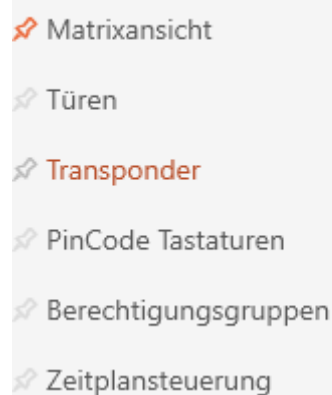 Matrixansicht
Türen
Transponder
PinCode Tastaturen
Berechtigungsgruppen
Zeitplansteuerung